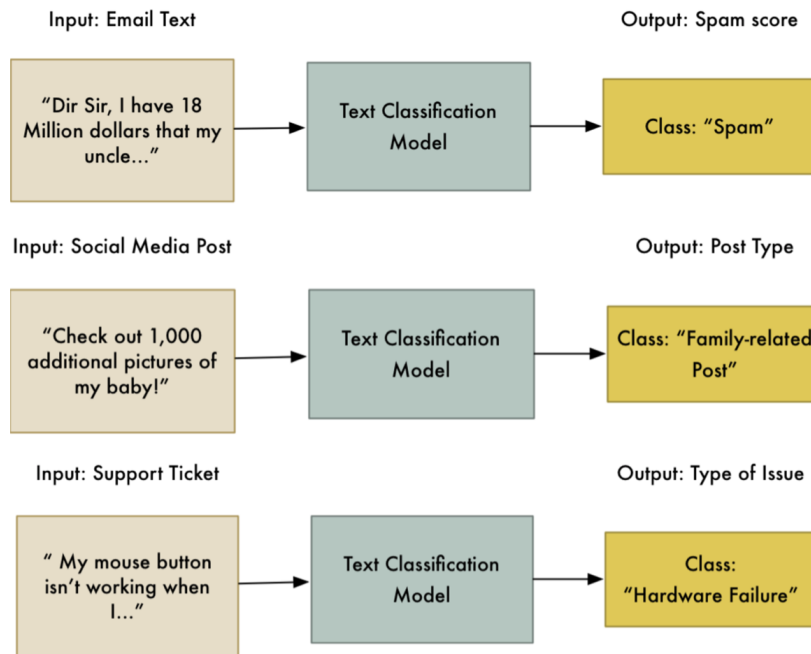 Input: Email Text
Output: Spam score
“Dir Sir, I have 18
Million dollars that my
uncle...”
Text Classification
Model
Class: “Spam”
Input: Social Media Post
Output: Post Type
“Check out 1,000
additional pictures of
my baby!”
Text Classification
Model
Class: “Family-related
Post”
Input: Support Ticket
Output: Type of Issue
“ My mouse button
isn’t working when
I...”
Text Classification
Model
Class:
“Hardware Failure”